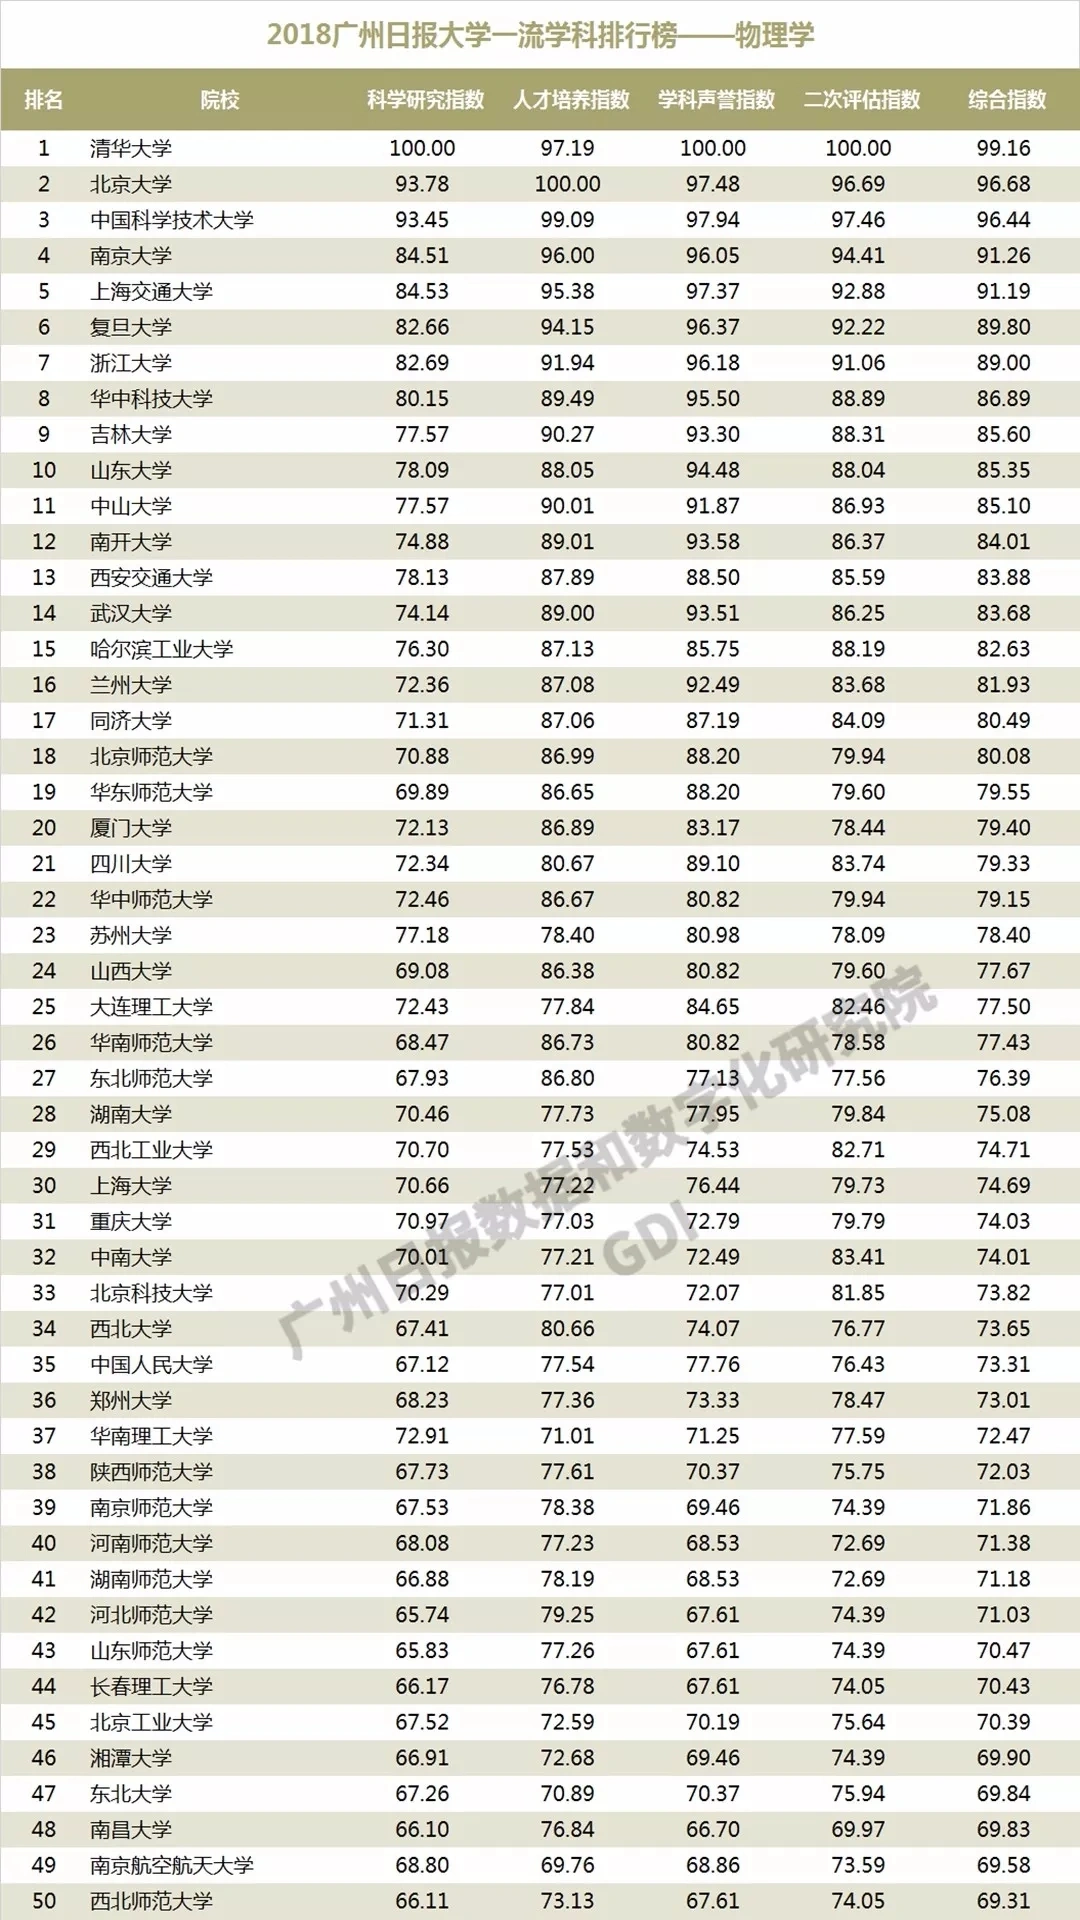 2018广州日报大学一流学科排行榜——物理学
排名 院校 科学研究指数 人才培养指数 学科声誉指数 二次评估指数 综合指数
1 清华大学 100.00 97.19 100.00 100.00 99.16
2 北京大学 93.78 100.00 97.48 96.69 96.68
3 中国科学技术大学 93.45 99.09 97.94 97.46 96.44
4 南京大学 84.51 96.00 96.05 94.41 91.26
5 上海交通大学 84.53 95.38 97.37 92.88 91.19
6 复旦大学 82.66 94.15 96.37 92.22 89.80
7 浙江大学 82.69 91.94 96.18 91.06 89.00
8 华中科技大学 80.15 89.49 95.50 88.89 86.89
9 吉林大学 77.57 90.27 93.30 88.31 85.60
10 山东大学 78.09 88.05 94.48 88.04 85.35
11 中山大学 77.57 90.01 91.87 86.93 85.10
12 南开大学 74.88 89.01 93.58 86.37 84.01
13 西安交通大学 78.13 87.89 88.50 85.59 83.88
14 武汉大学 74.14 89.00 93.51 86.25 83.68
15 哈尔滨工业大学 76.30 87.13 85.75 88.19 82.63
16 兰州大学 72.36 87.08 92.49 83.68 81.93
17 同济大学 71.31 87.06 87.19 84.09 80.49
18 北京师范大学 70.88 86.99 88.20 79.94 80.08
19 华东师范大学 69.89 86.65 88.20 79.60 79.55
20 厦门大学 72.13 86.89 83.17 78.44 79.40
21 四川大学 72.34 80.67 89.10 83.74 79.33
22 华中师范大学 72.46 86.67 80.82 79.94 79.15
23 苏州大学 77.18 78.40 80.98 78.09 78.40
24 山西大学 69.08 86.38 80.82 79.60 77.67
25 大连理工大学 72.43 77.84 84.65 82.46 77.50
26 华南师范大学 68.47 86.73 80.82 78.58 77.43
27 东北师范大学 67.93 86.80 77.13 77.56 76.39
28 湖南大学 70.46 77.73 77.95 79.84 75.08
29 西北工业大学 70.70 77.53 74.53 82.71 74.71
30 上海大学 70.66 77.22 76.44 79.73 74.69
31 重庆大学 70.97 77.03 72.79 79.79 74.03
32 中南大学 70.01 77.21 72.49 83.41 74.01
33 北京科技大学 70.29 77.01 72.07 81.85 73.82
34 西北大学 67.41 80.66 74.07 76.77 73.65
35 中国人民大学 67.12 77.54 77.76 76.43 73.31
36 郑州大学 68.23 77.36 73.33 78.47 73.01
37 华南理工大学 72.91 71.01 71.25 77.59 72.47
38 陕西师范大学 67.73 77.61 70.37 75.75 72.03
39 南京师范大学 67.53 78.38 69.46 74.39 71.86
40 河南师范大学 68.08 77.23 68.53 72.69 71.38
41 湖南师范大学 66.88 78.19 68.53 72.69 71.18
42 河北师范大学 65.74 79.25 67.61 74.39 71.03
43 山东师范大学 65.83 77.26 67.61 74.39 70.47
44 长春理工大学 66.17 76.78 67.61 74.05 70.43
45 北京工业大学 67.52 72.59 70.19 75.64 70.39
46 湘潭大学 66.91 72.68 69.46 74.39 69.90
47 东北大学 67.26 70.89 70.37 75.94 69.84
48 南昌大学 66.10 76.84 66.70 69.97 69.83
49 南京航空航天大学 68.80 69.76 68.86 73.59 69.58
50 西北师范大学 66.11 73.13 67.61 74.05 69.31
广州日报数据和数字化研究院
GDI